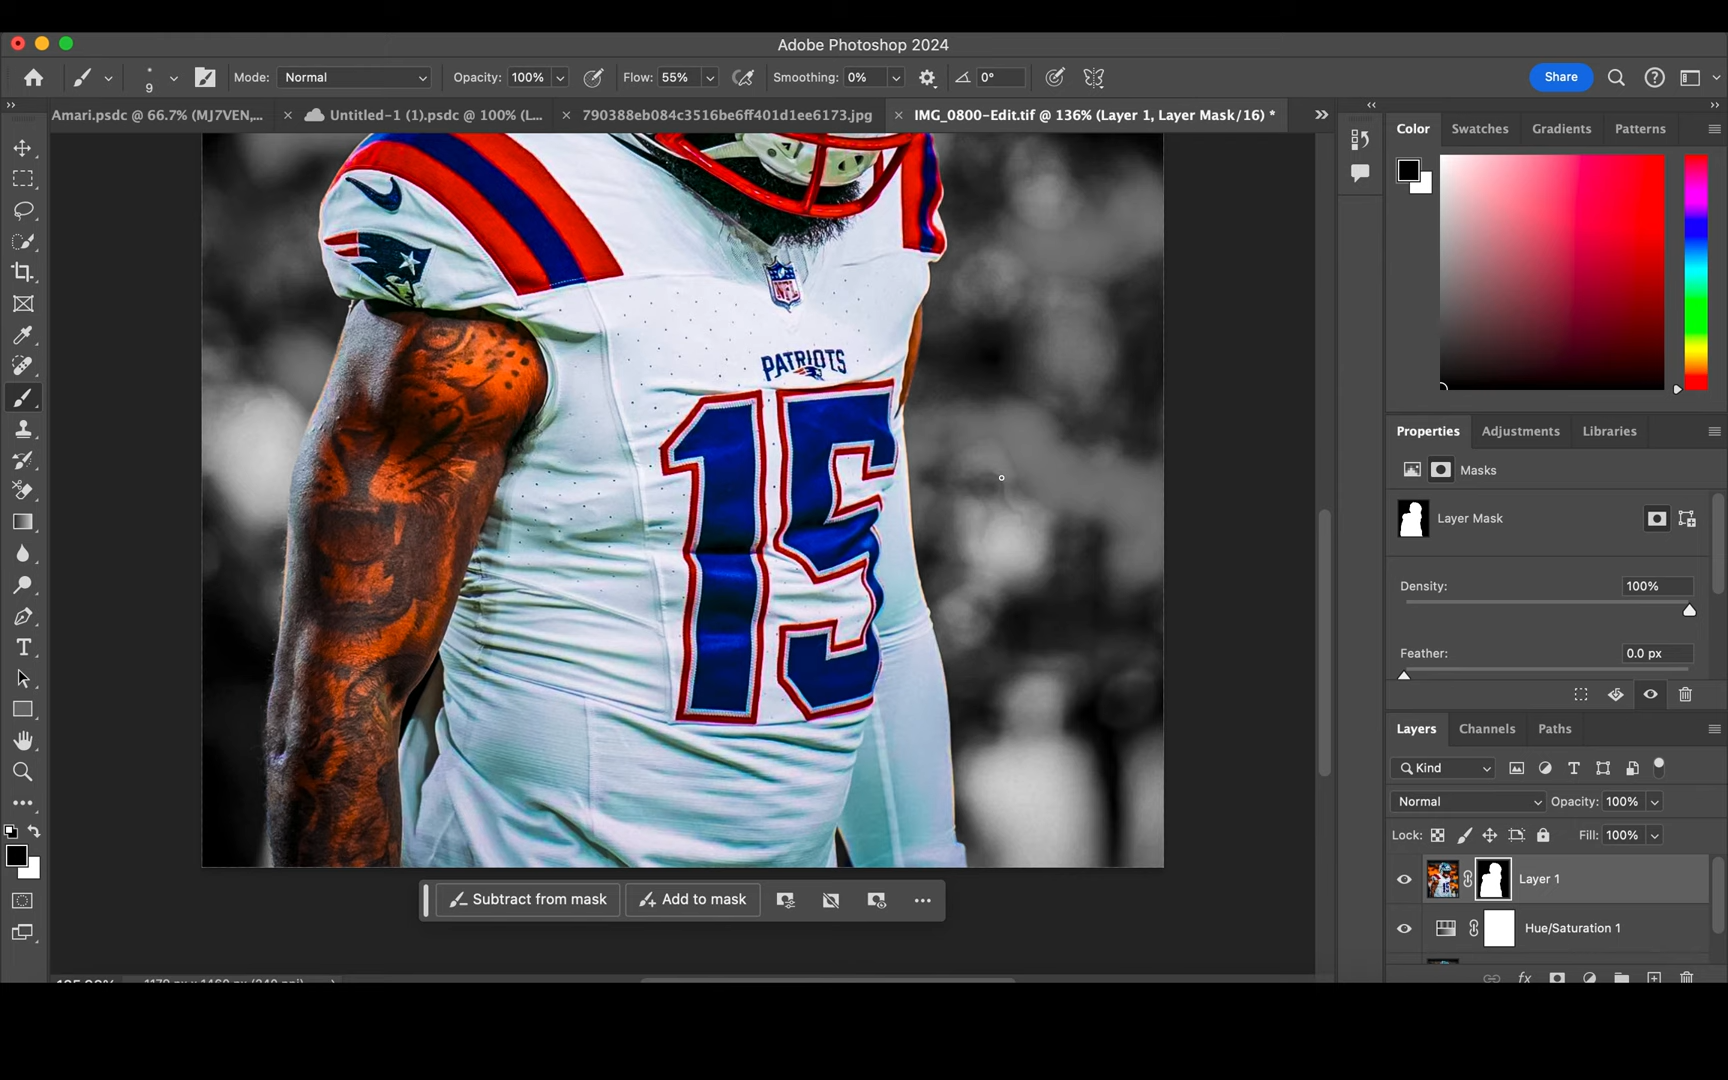 Adobe Photoshop 2024
9 Mode: Normal Opacity: 100% Flow: 55% Smoothing: 0% 0° Share
Amari.psdc @ 66.7% (MJ7VEN,... Untitled-1 (1).psdc @ 100% (L... 790388eb084c3516be6ff401d1ee6173.jpg IMG_0800-Edit.tif @ 136% (Layer 1, Layer Mask/16) *
Color Swatches Gradients Patterns
NFL
PATRIOTS
15
Properties Adjustments Libraries
Masks
Layer Mask
Density: 100%
Feather: 0.0 px
Layers Channels Paths
Kind
Normal Opacity: 100%
Lock: Fill: 100%
Layer 1
Hue/Saturation 1
fx
Subtract from mask Add to mask